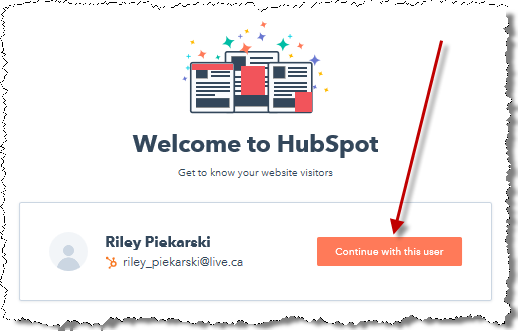 Welcome to HubSpot
Get to know your website visitors
Riley Piekarski
riley_piekarski@live.ca
Continue with this user